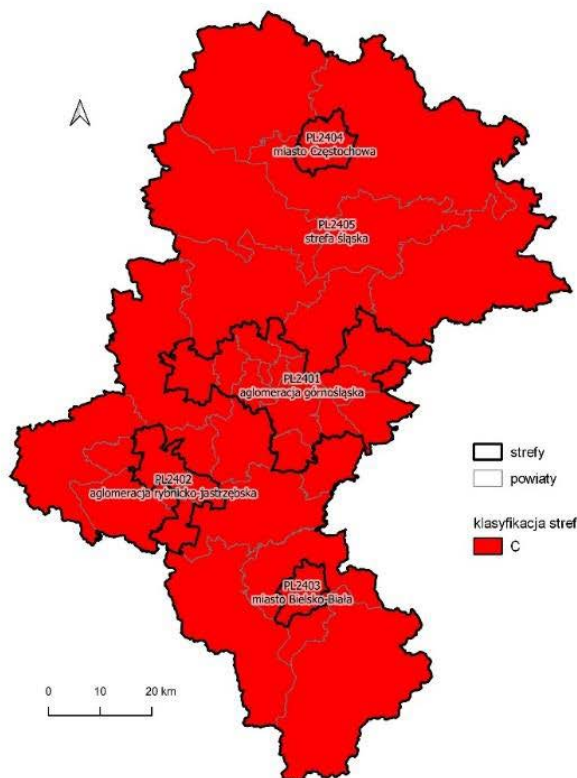 PL2404
miasto Częstochowa
PL2405
strefa śląska
PL2401
aglomeracja górnośląska
PL2402
aglomeracja rybnicko-jastrzębska
PL2403
miasto Bielsko-Biała
strefy
powiaty
klasyfikacja stref
C
0 10 20 km